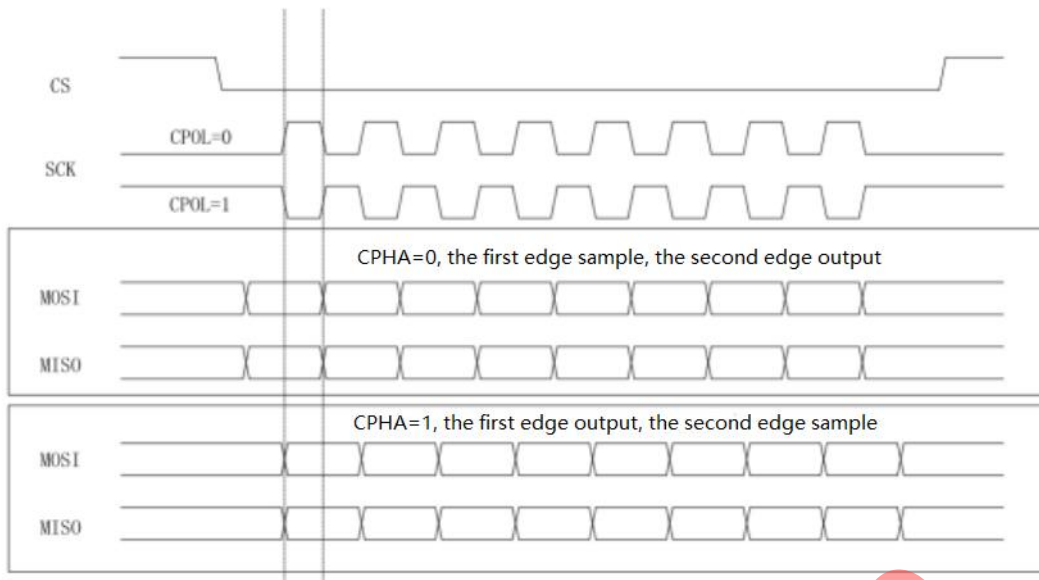 CS
CPOL=0
SCK
CPOL=1
CPHA=0, the first edge sample, the second edge output
MOSI
MISO
CPHA=1, the first edge output, the second edge sample
MOSI
MISO